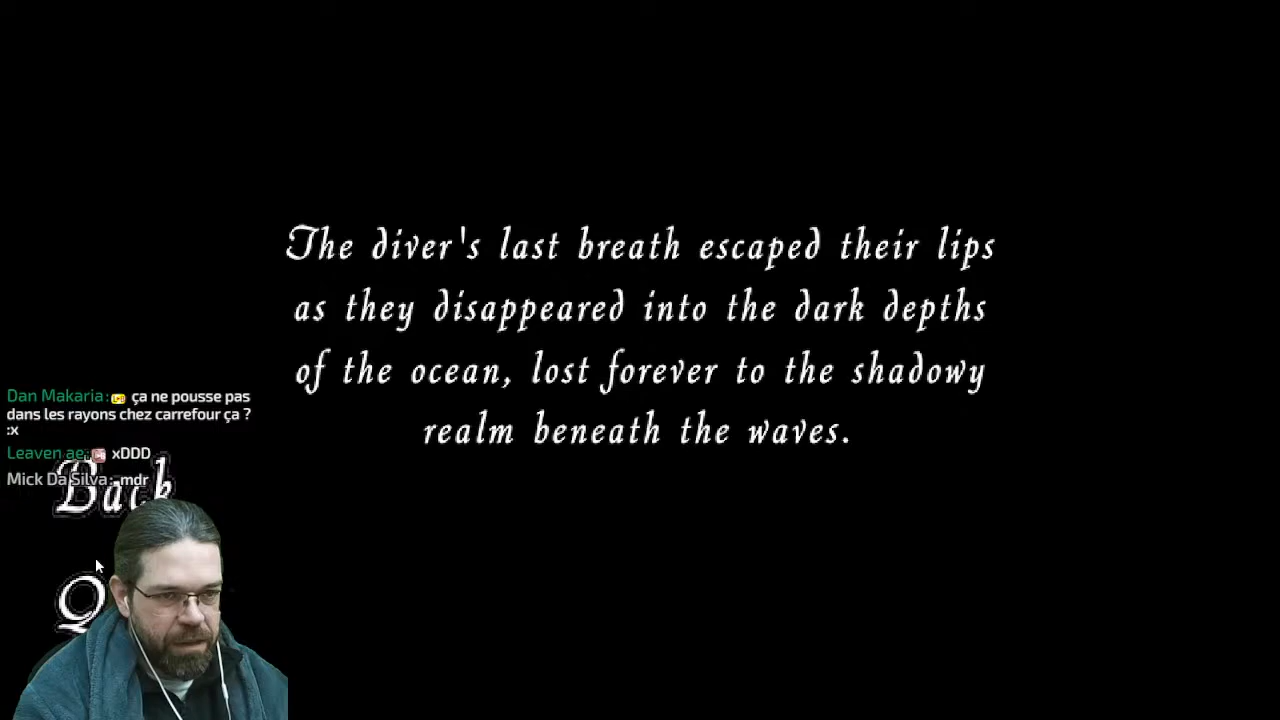 The diver's last breath escaped their lips
as they disappeared into the dark depths
of the ocean, lost forever to the shadowy
realm beneath the waves.
Dan Makaria: ça ne pousse pas
dans les rayons chez carrefour ça ?
:x
Leaven ae: xDDD
Mick Da Silva: mdr
Back
Q